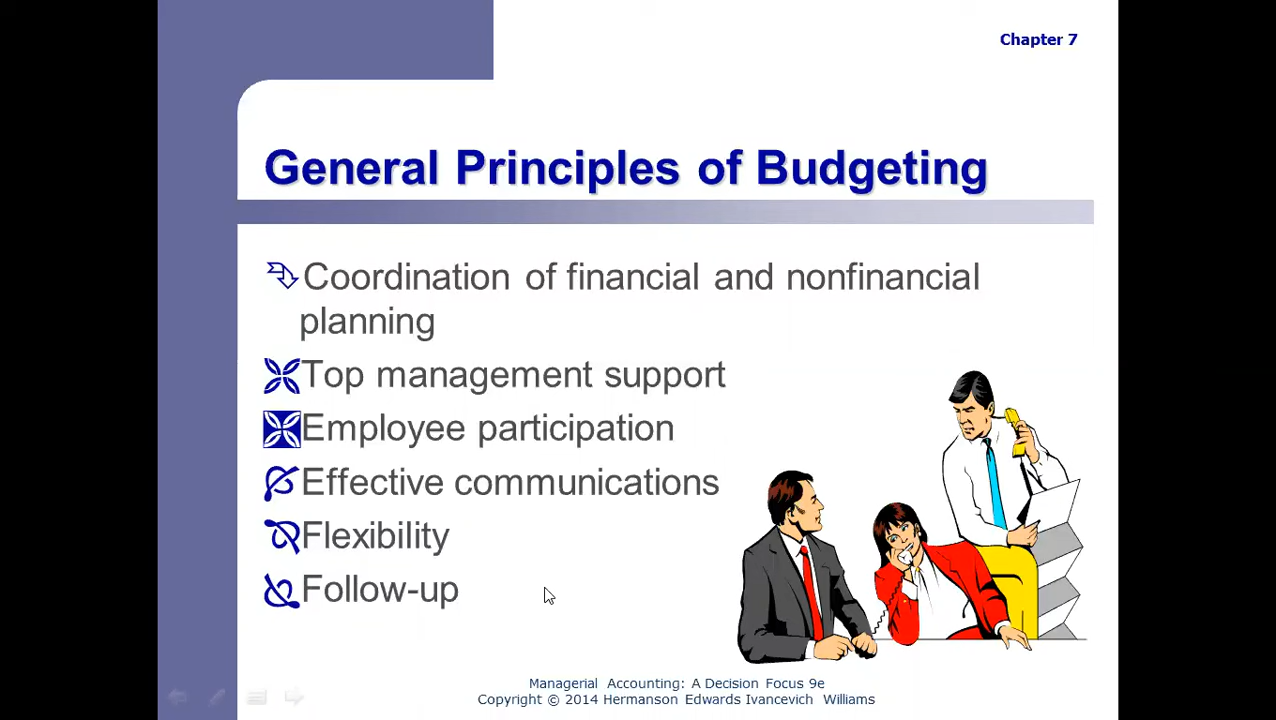 Chapter 7
General Principles of Budgeting
Coordination of financial and nonfinancial
planning
Top management support
Employee participation
Effective communications
Flexibility
Follow-up
Managerial Accounting: A Decision Focus 9e
Copyright © 2014 Hermanson Edwards Ivancevich Williams